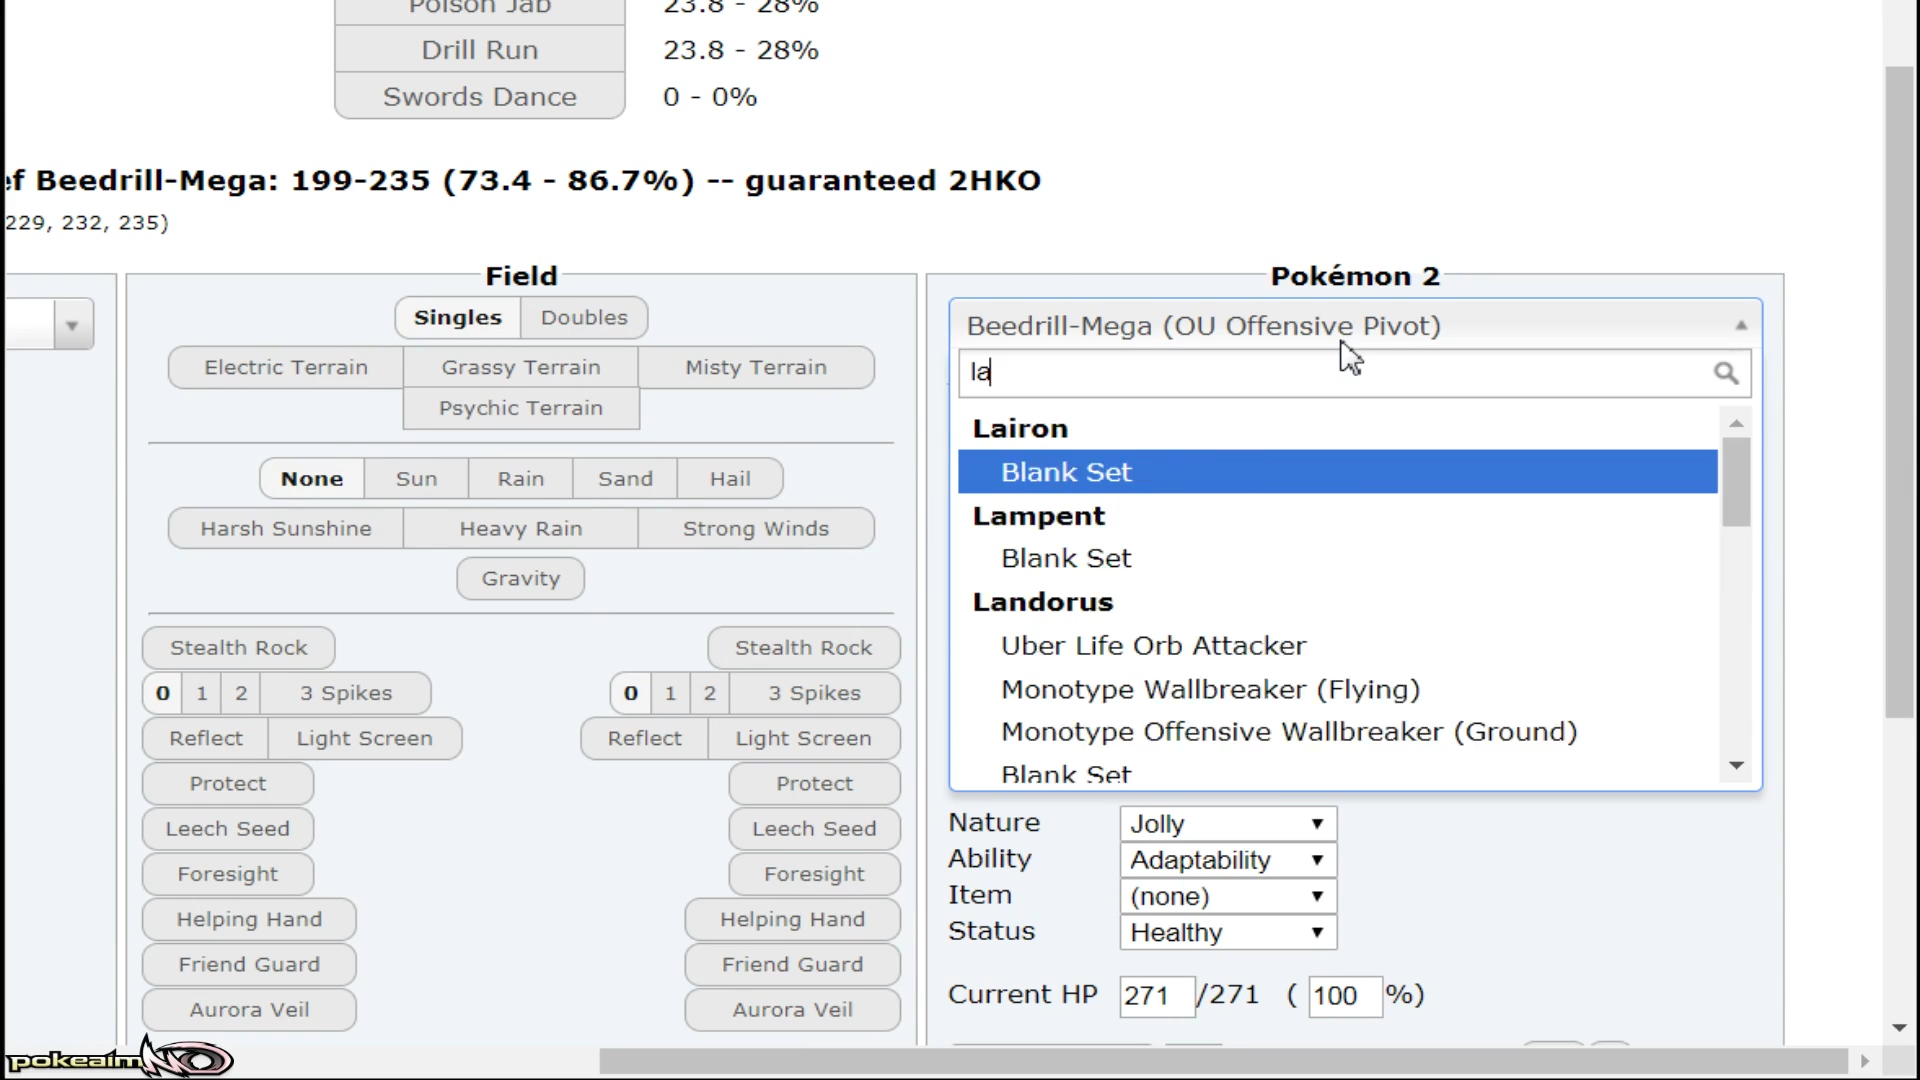 Poison Jab 23.8 - 28%
Drill Run 23.8 - 28%
Swords Dance 0 - 0%
ef Beedrill-Mega: 199-235 (73.4 - 86.7%) -- guaranteed 2HKO
229, 232, 235)
Field
Pokémon 2
Singles Doubles
Beedrill-Mega (OU Offensive Pivot)
Electric Terrain Grassy Terrain Misty Terrain
la
Psychic Terrain
Lairon
None Sun Rain Sand Hail
Blank Set
Lampent
Harsh Sunshine Heavy Rain Strong Winds
Blank Set
Gravity
Landorus
Stealth Rock Stealth Rock
Uber Life Orb Attacker
0 1 2 3 Spikes 0 1 2 3 Spikes
Monotype Wallbreaker (Flying)
Reflect Light Screen Reflect Light Screen
Monotype Offensive Wallbreaker (Ground)
Blank Set
Protect Protect
Nature Jolly
Leech Seed Leech Seed
Ability Adaptability
Foresight Foresight
Item (none)
Helping Hand Helping Hand
Status Healthy
Friend Guard Friend Guard
Current HP 271 /271 ( 100 %)
Aurora Veil Aurora Veil
pokeaim